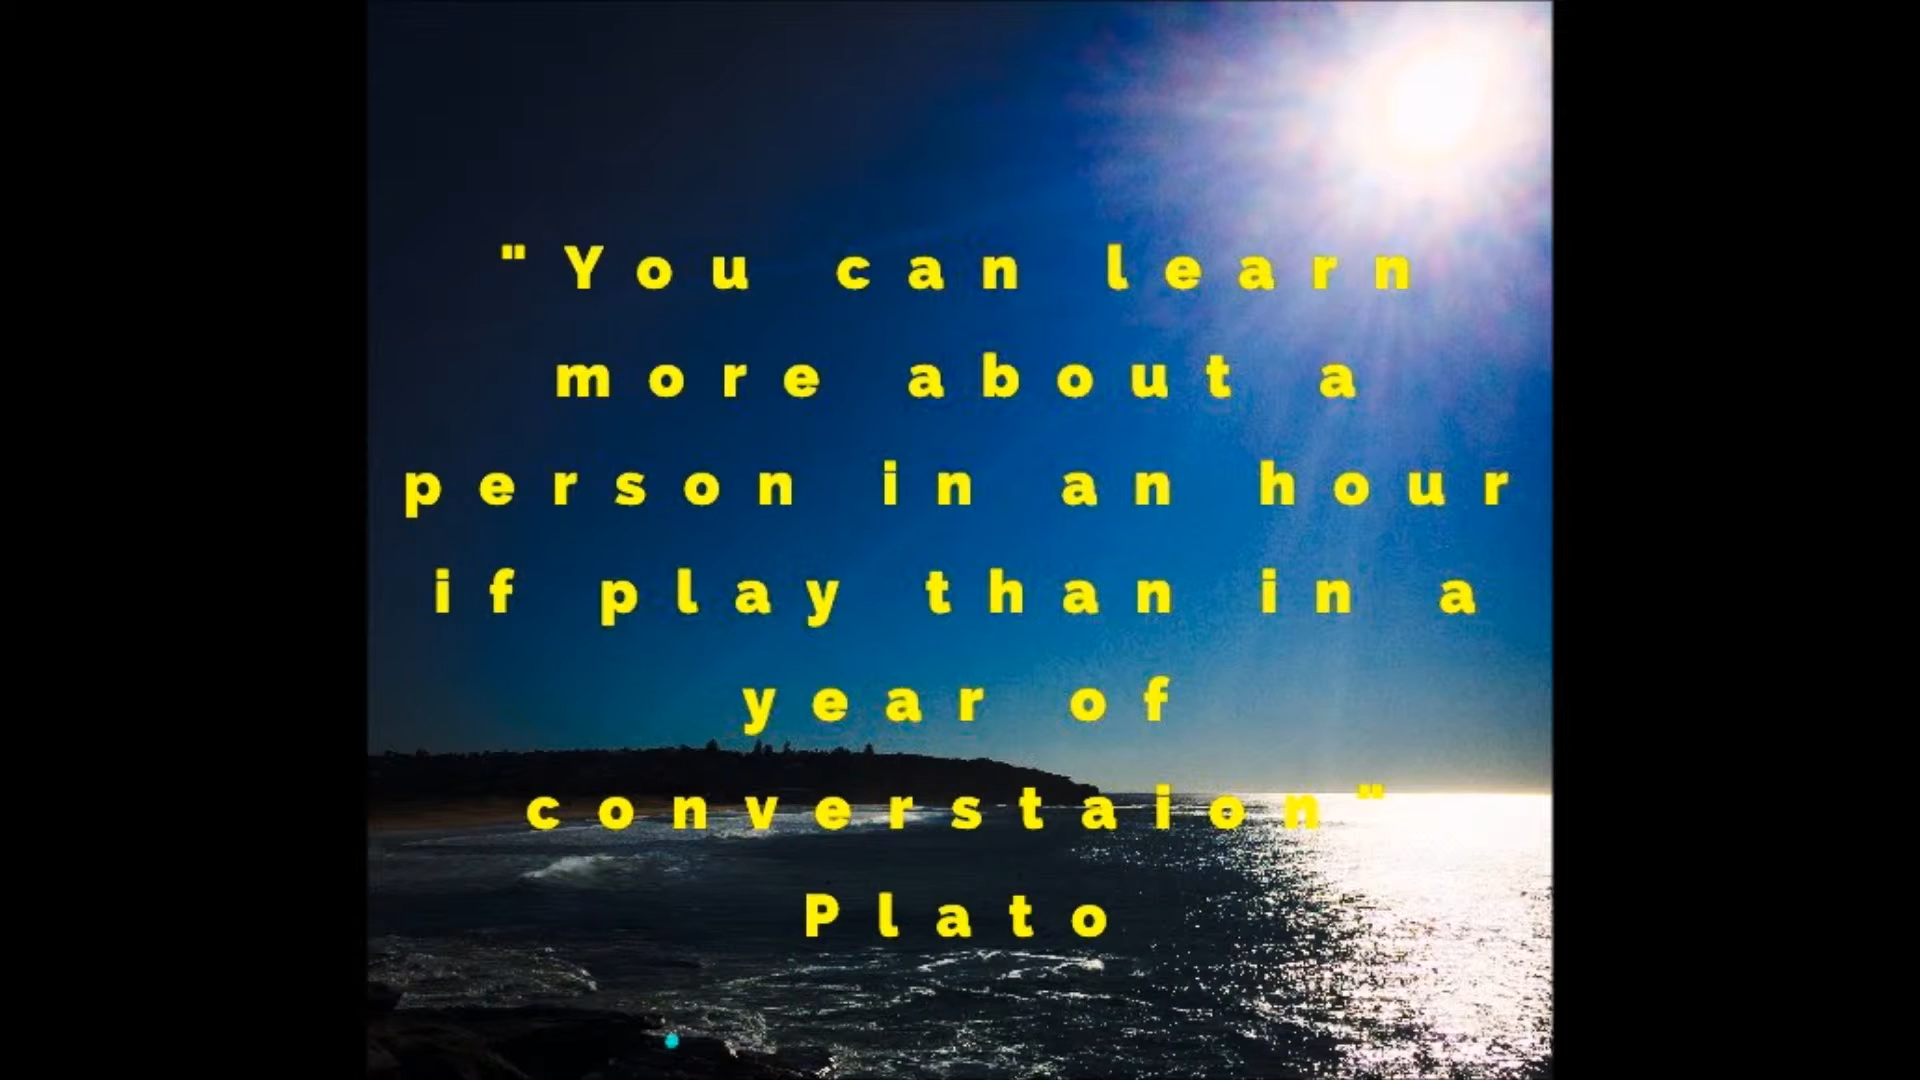 "You can learn
more about a
person in an hour
if play than in a
year of
converstaion"
Plato